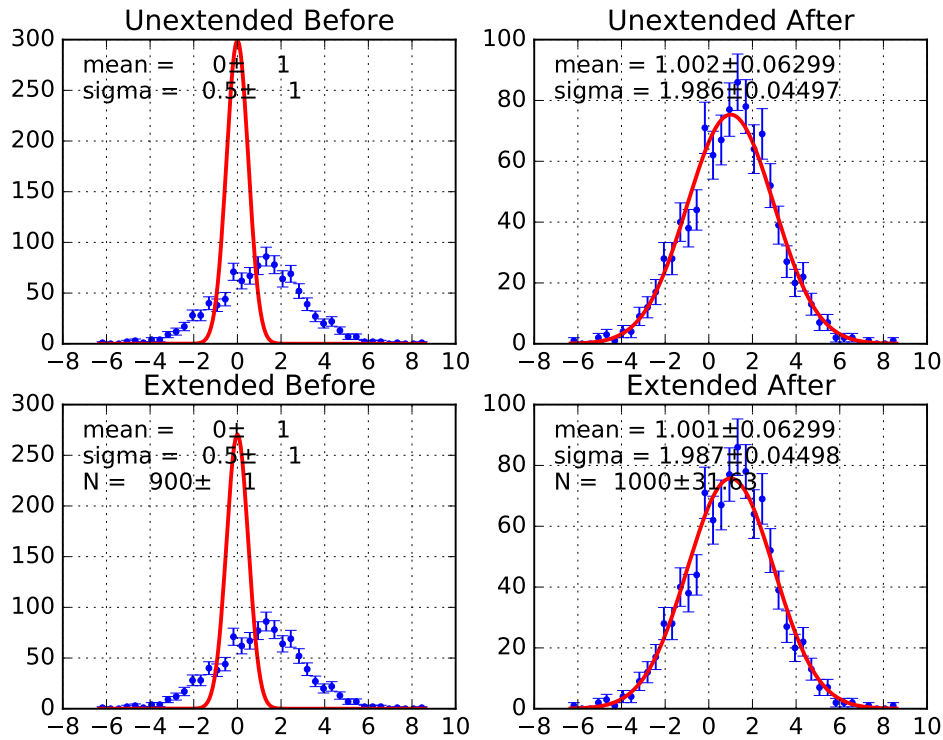 Unextended Before
300
250
200
150
100
50
0
mean = 0± 1
sigma = 0.5± 1
−8 −6 −4 −2 0 2 4 6 8 10
Unextended After
100
80
60
40
20
0
mean = 1.002±0.06299
sigma = 1.986±0.04497
−8 −6 −4 −2 0 2 4 6 8 10
Extended Before
300
250
200
150
100
50
0
mean = 0± 1
sigma = 0.5± 1
N = 900± 1
−8 −6 −4 −2 0 2 4 6 8 10
Extended After
100
80
60
40
20
0
mean = 1.001±0.06299
sigma = 1.987±0.04498
N = 1000±31.63
−8 −6 −4 −2 0 2 4 6 8 10